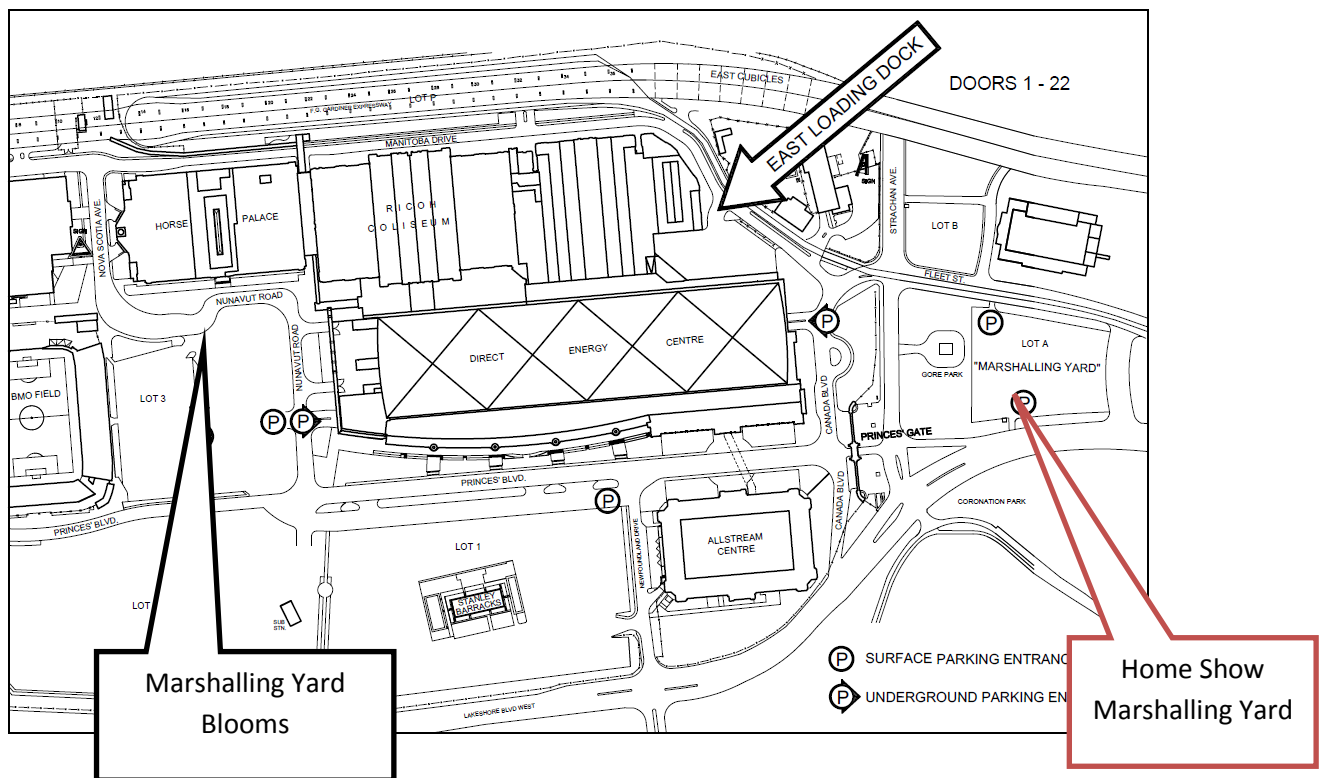 EAST CUBICLES
DOORS 1 - 22
EAST LOADING DOCK
LOT P
F.G. GARDINER EXPRESSWAY
MANITOBA DRIVE
NOVA SCOTIA AVE.
SIGN
HORSE
PALACE
RICOH
COLISEUM
SIGN
STRACHAN AVE.
LOT B
FLEET ST.
NUNAVUT ROAD
NUNAVUT ROAD
DIRECT
ENERGY
CENTRE
P
P
LOT A
"MARSHALLING YARD"
GORE PARK
BMO FIELD
LOT 3
P
P
P
CANADA BLVD
PRINCES' GATE
PRINCES' BLVD.
PRINCES' BLVD.
P
CANADA BLVD
CORONATION PARK
LOT 1
NEWFOUNDLAND DRIVE
ALLSTREAM
CENTRE
LOT
SUB
STN.
STANLEY
BARRACKS
P SURFACE PARKING ENTRANC
P UNDERGROUND PARKING EN
LAKESHORE BLVD WEST
Marshalling Yard
Blooms
Home Show
Marshalling Yard